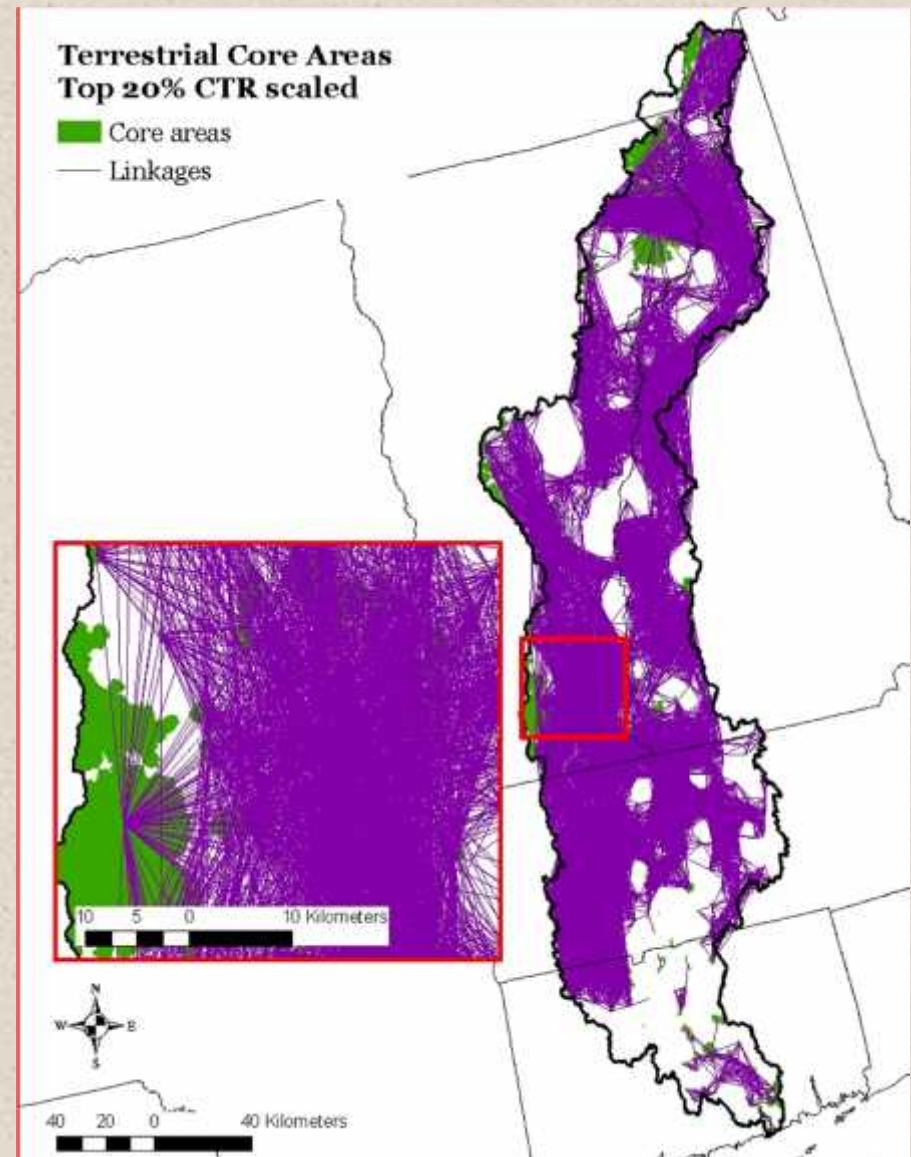 Terrestrial Core Areas
Top 20% CTR scaled
Core areas
Linkages
10 5 0 10 Kilometers
N
W E
S
40 20 0 40 Kilometers